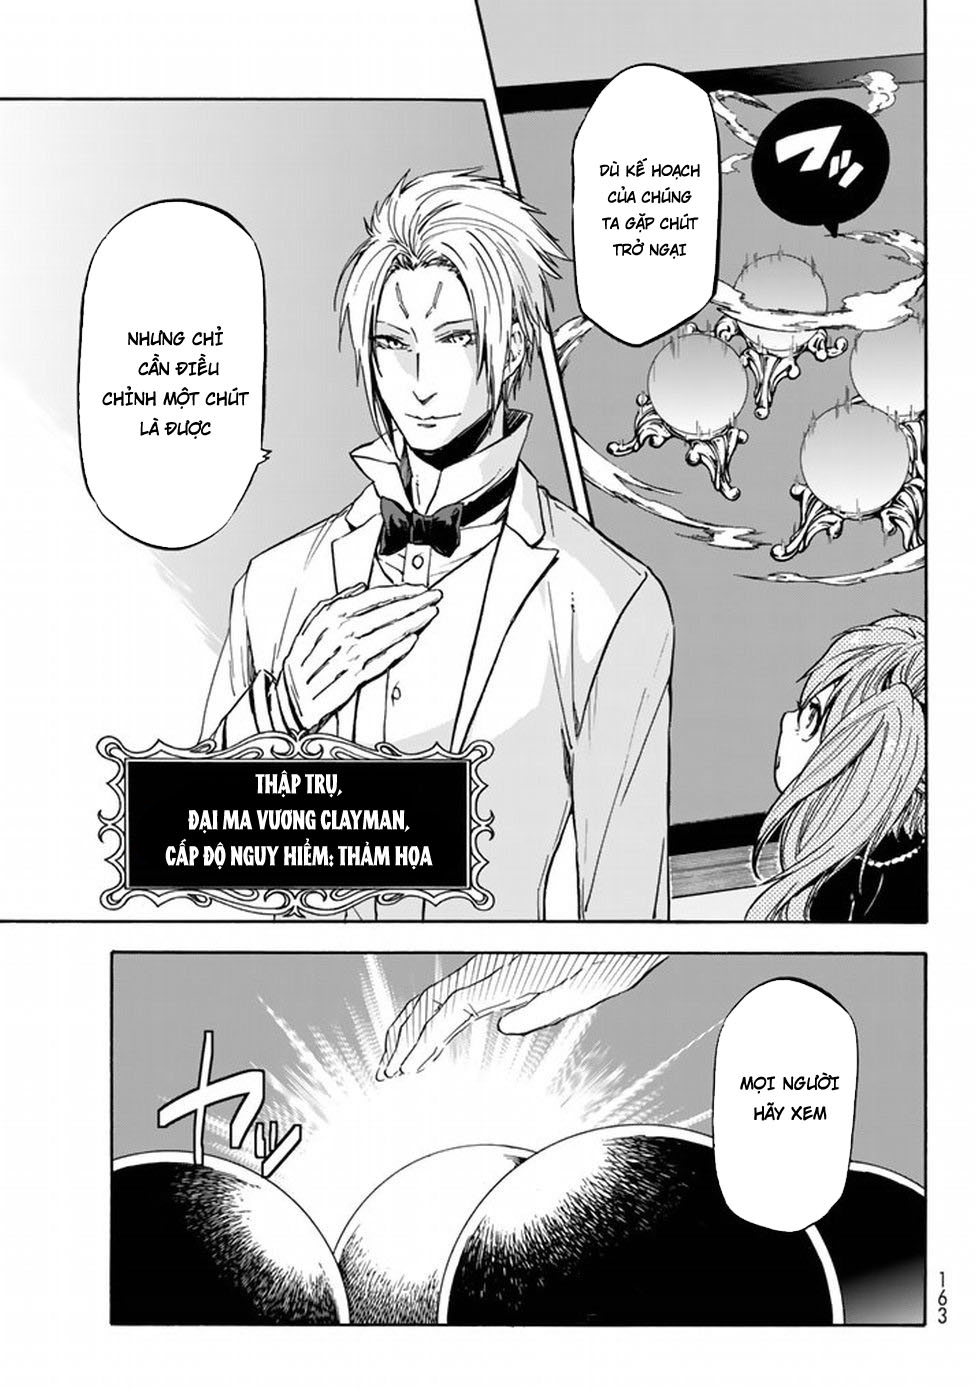 DÙ KẾ HOẠCH
CỦA CHÚNG
TA GẶP CHÚT
TRỞ NGẠI
フッ
NHƯNG CHỈ
CẦN ĐIỀU
CHỈNH MỘT CHÚT
LÀ ĐƯỢC
THẬP TRỤ,
ĐẠI MA VƯƠNG CLAYMAN,
CẤP ĐỘ NGUY HIỂM: THẢM HỌA
MỌI NGƯỜI
HÃY XEM
カッ
163